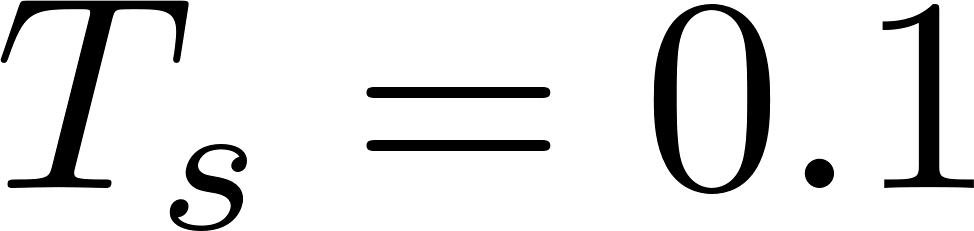 T_s = 0.1